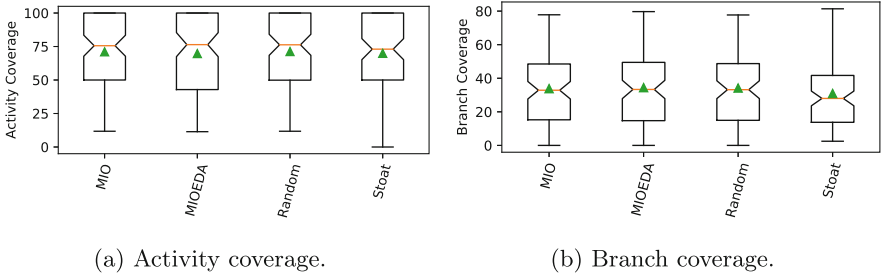 100
75
50
25
0
Activity Coverage
MIO
MIOEDA
Random
Stoat
(a) Activity coverage.
80
60
40
20
0
Branch Coverage
MIO
MIOEDA
Random
Stoat
(b) Branch coverage.